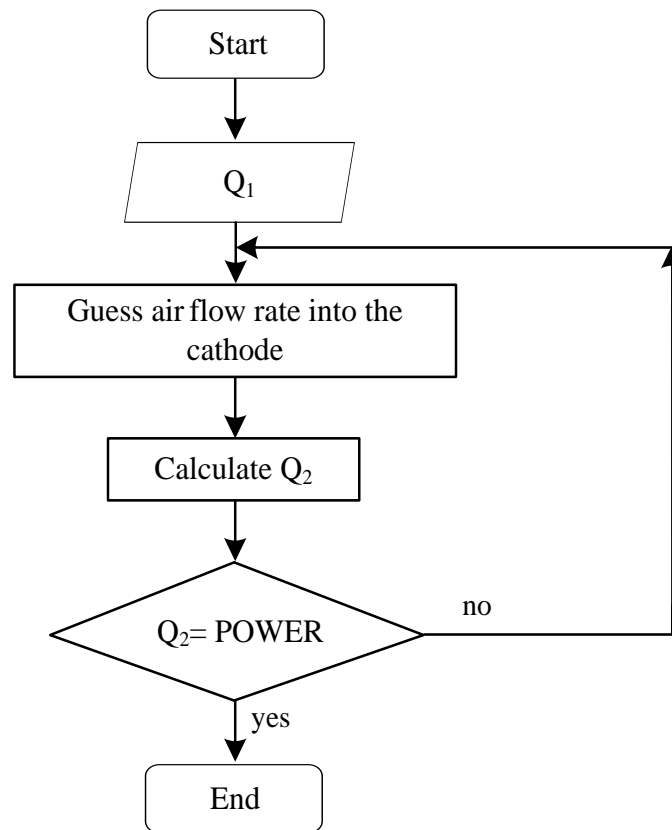 Start
Q₁
Guess air flow rate into the
cathode
Calculate Q₂
Q₂= POWER
no
yes
End